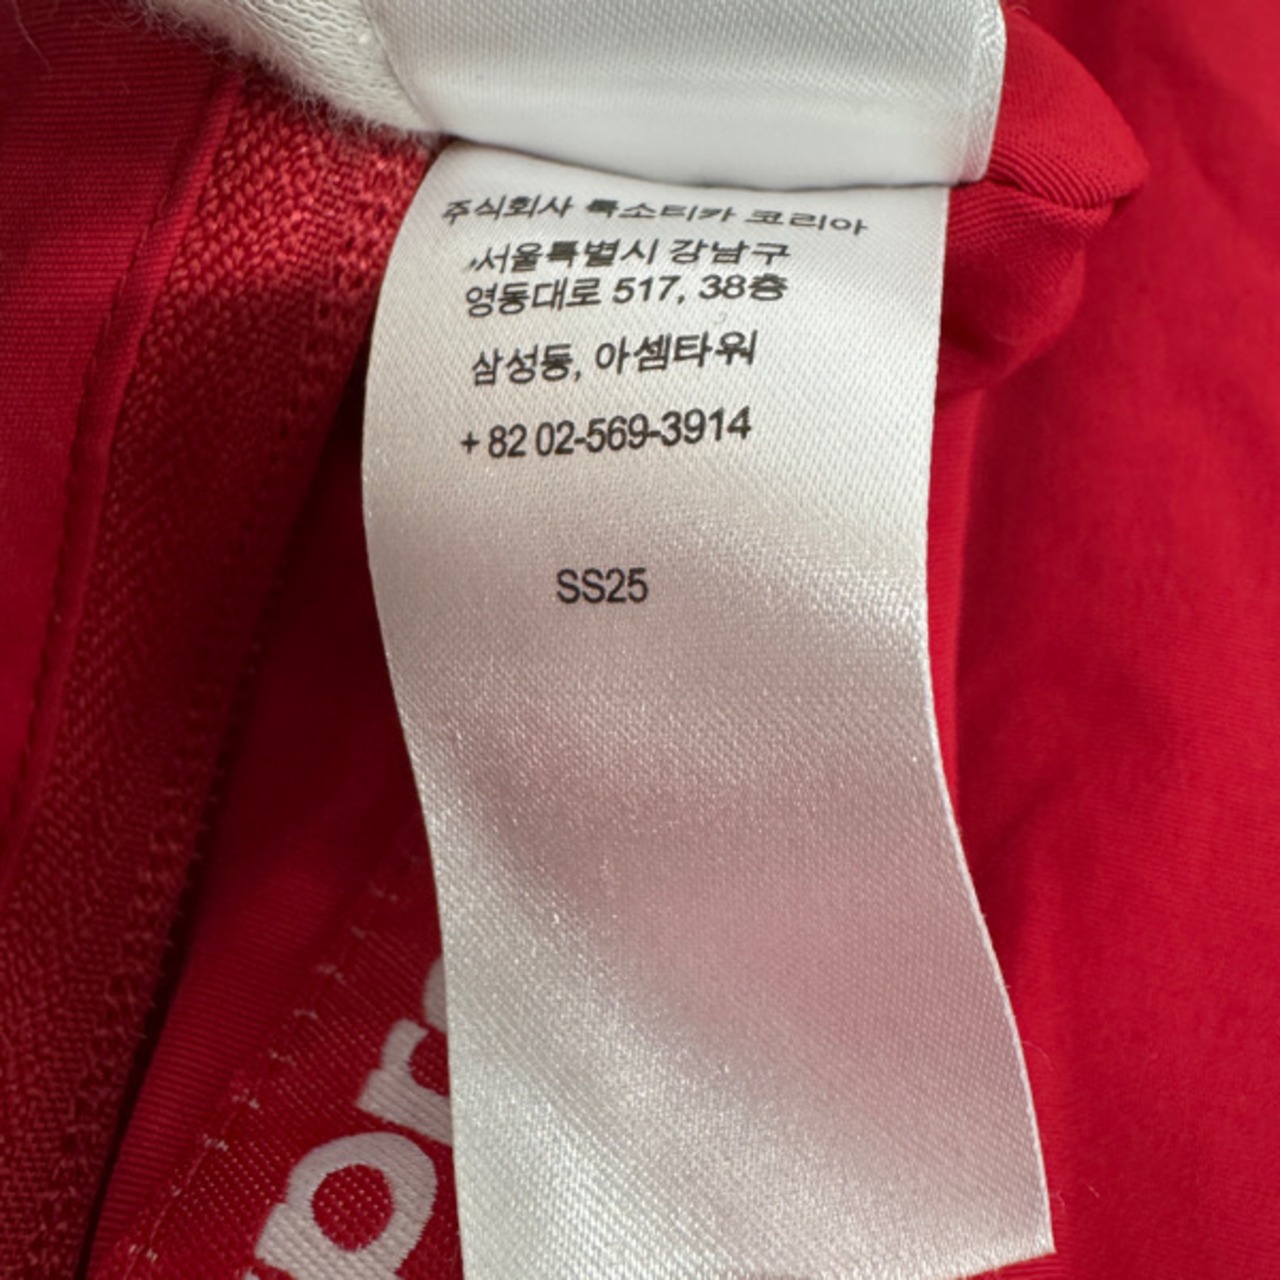 주식회사 특소티카 코리아
서울특별시 강남구
영동대로 517, 38층
삼성동, 아셈타워
+ 82 02-569-3914
SS25
pr